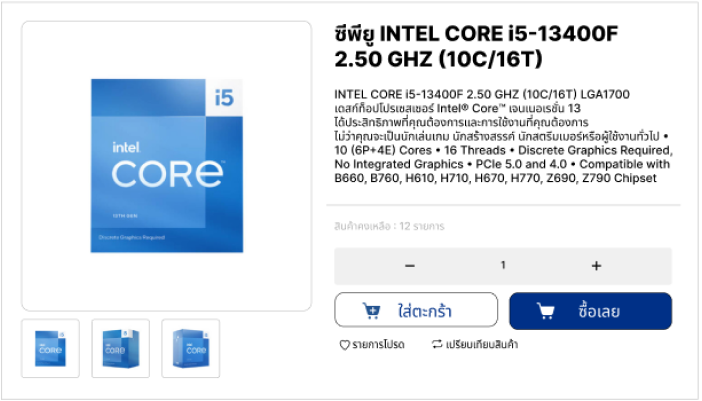 ซีพียู INTEL CORE i5-13400F
2.50 GHZ (10C/16T)
INTEL CORE i5-13400F 2.50 GHZ (10C/16T) LGA1700
เดสก์ท็อปโปรเซสเซอร์ Intel® Core™ เจนเนอเรชั่น 13
ได้ประสิทธิภาพที่คุณต้องการและการใช้งานที่คุณต้องการ
ไม่ว่าคุณจะเป็นนักเล่นเกม นักสร้างสรรค์ นักสตรีมเมอร์หรือผู้ใช้งานทั่วไป •
10 (6P+4E) Cores • 16 Threads • Discrete Graphics Required,
No Integrated Graphics • PCIe 5.0 and 4.0 • Compatible with
B660, B760, H610, H710, H670, H770, Z690, Z790 Chipset
สินค้าคงเหลือ : 12 รายการ
− 1 +
ใส่ตะกร้า ซื้อเลย
รายการโปรด เปรียบเทียบสินค้า
i5
intel
CORE™
13TH GEN
Discrete Graphics Required
CORE
CORE
CORE